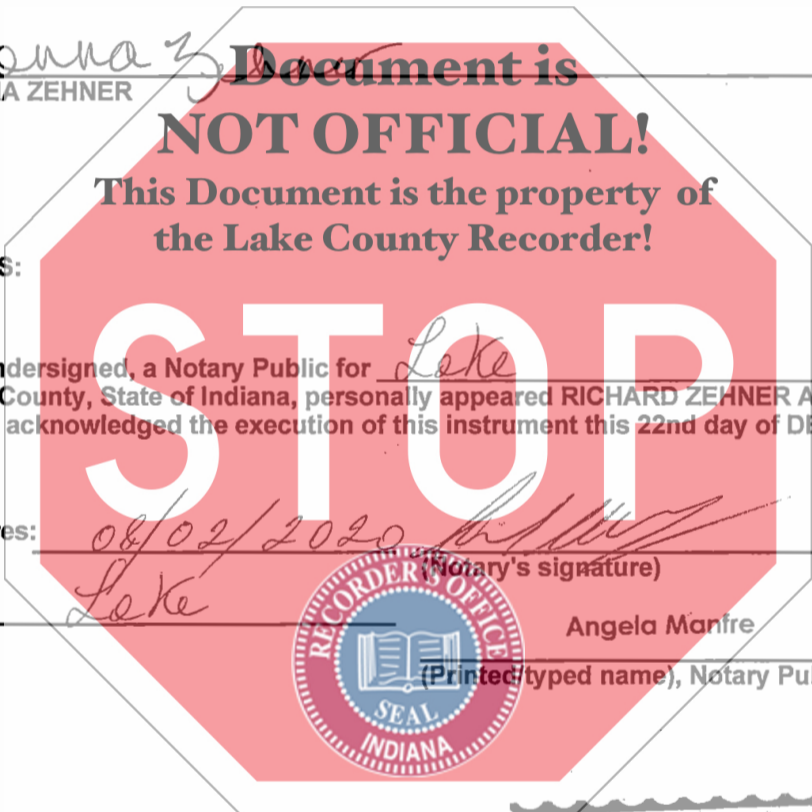 Document is
A ZEHNER
NOT OFFICIAL!
This Document is the property of
the Lake County Recorder!
s:
STOP
dersigned, a Notary Public for Lake
County, State of Indiana, personally appeared RICHARD ZEHNER A
acknowledged the execution of this instrument this 22nd day of DE
es: 08/02/2020
(Notary's signature)
Lake
Angela Manfre
(Printed/typed name), Notary Pu
RECORDER'S OFFICE
SEAL
INDIANA